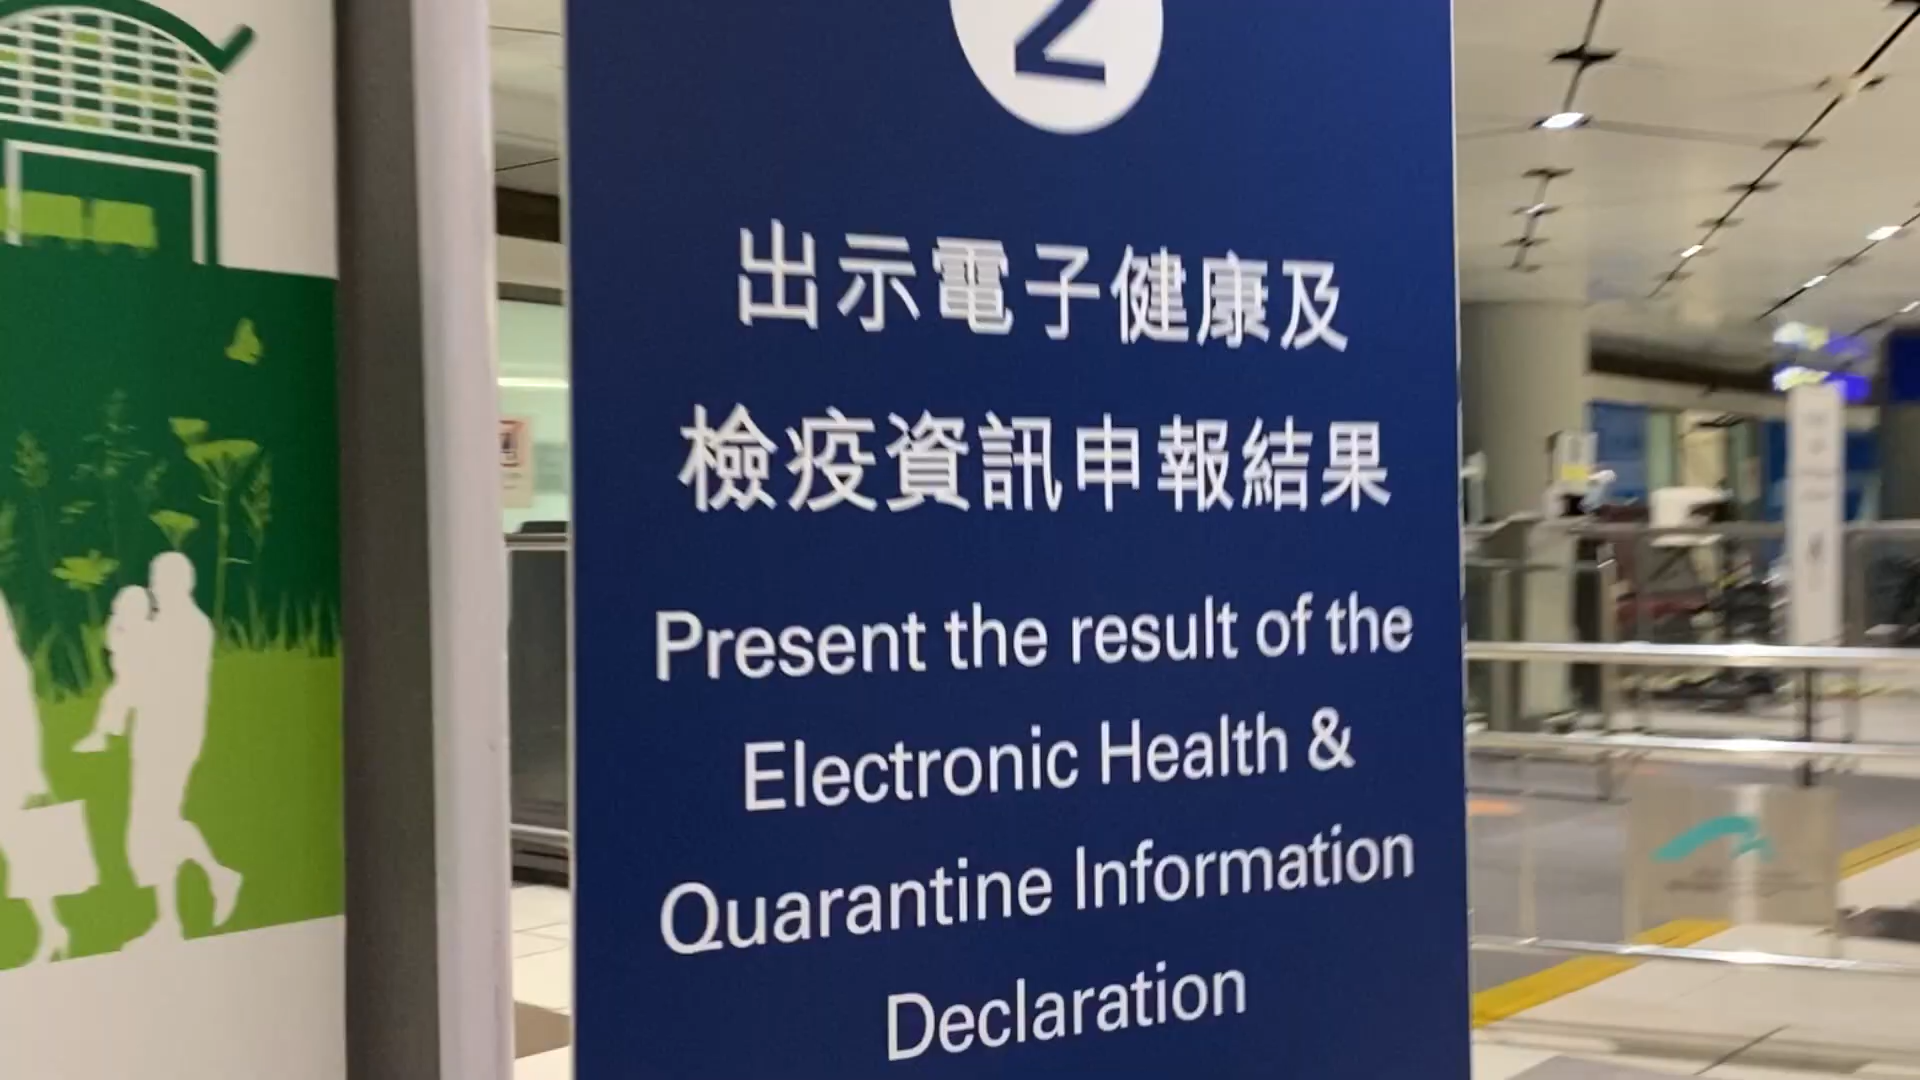 2
出示電子健康及
檢疫資訊申報結果
Present the result of the
Electronic Health &
Quarantine Information
Declaration